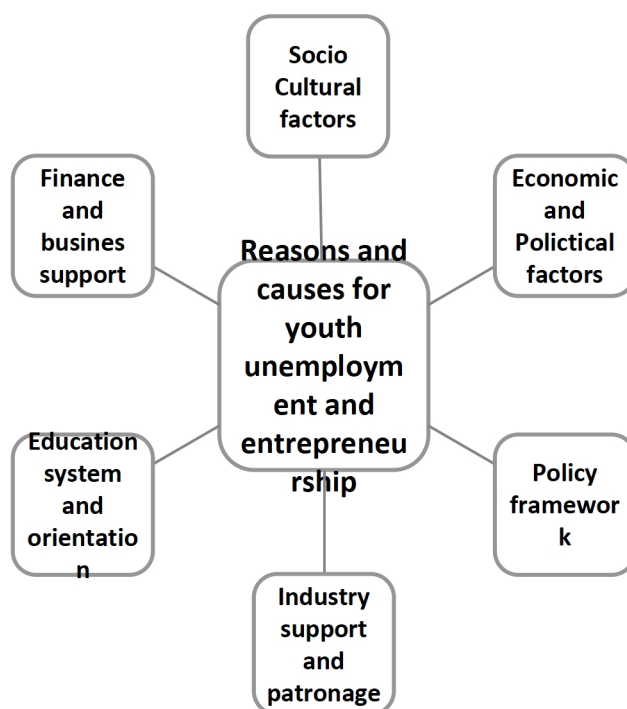 Socio
Cultural
factors
Finance
and
busines
support
Economic
and
Polictical
factors
Reasons and
causes for
youth
unemploym
ent and
entrepreneu
rship
Education
system
and
orientatio
n
Policy
framewor
k
Industry
support
and
patronage